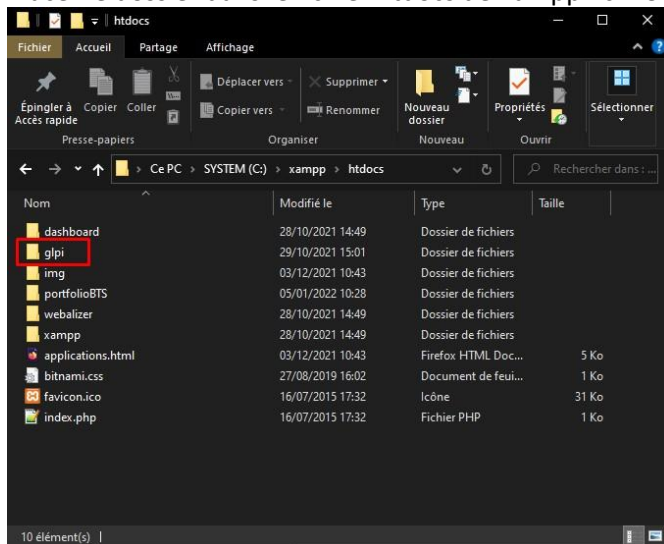 htdocs
Fichier Accueil Partage Affichage
Épingler à Accès rapide
Copier
Coller
Déplacer vers
Copier vers
Supprimer
Renommer
Nouveau dossier
Propriétés
Sélectionner
Presse-papiers Organiser Nouveau Ouvrir
Ce PC > SYSTEM (C:) > xampp > htdocs
Rechercher dans : ...
Nom Modifié le Type Taille
dashboard 28/10/2021 14:49 Dossier de fichiers
glpi 29/10/2021 15:01 Dossier de fichiers
img 03/12/2021 10:43 Dossier de fichiers
portfolioBTS 05/01/2022 10:28 Dossier de fichiers
webalizer 28/10/2021 14:49 Dossier de fichiers
xampp 28/10/2021 14:49 Dossier de fichiers
applications.html 03/12/2021 10:43 Firefox HTML Doc... 5 Ko
bitnami.css 27/08/2019 16:02 Document de feui... 1 Ko
favicon.ico 16/07/2015 17:32 Icône 31 Ko
index.php 16/07/2015 17:32 Fichier PHP 1 Ko
10 élément(s)